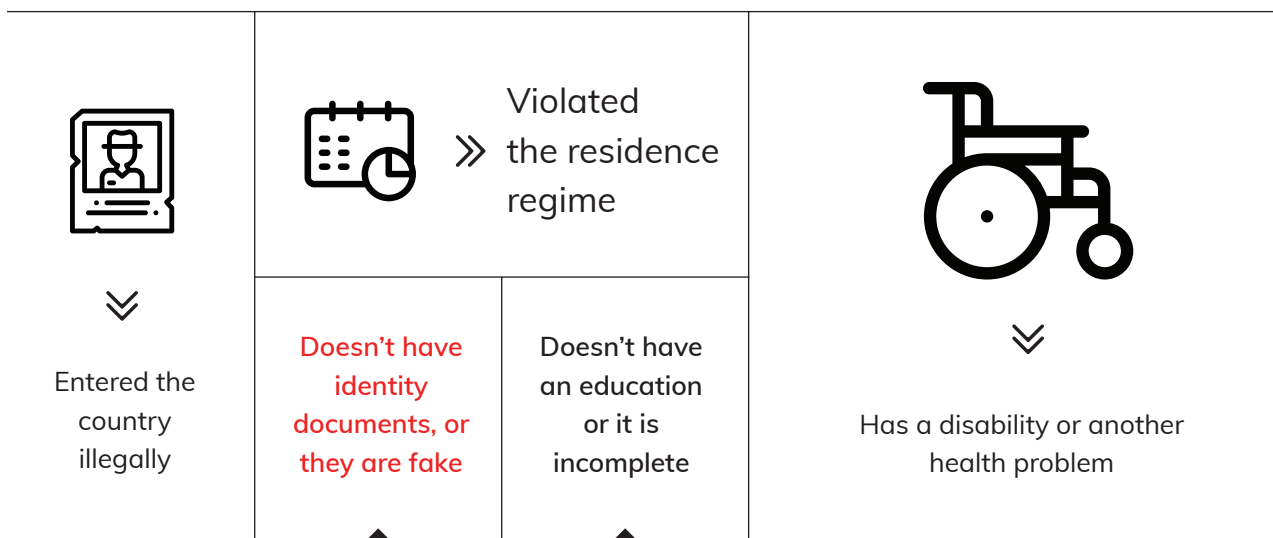 Entered the
country
illegally
Violated
the residence
regime
Doesn’t have
identity
documents, or
they are fake
Doesn’t have
an education
or it is
incomplete
Has a disability or another
health problem